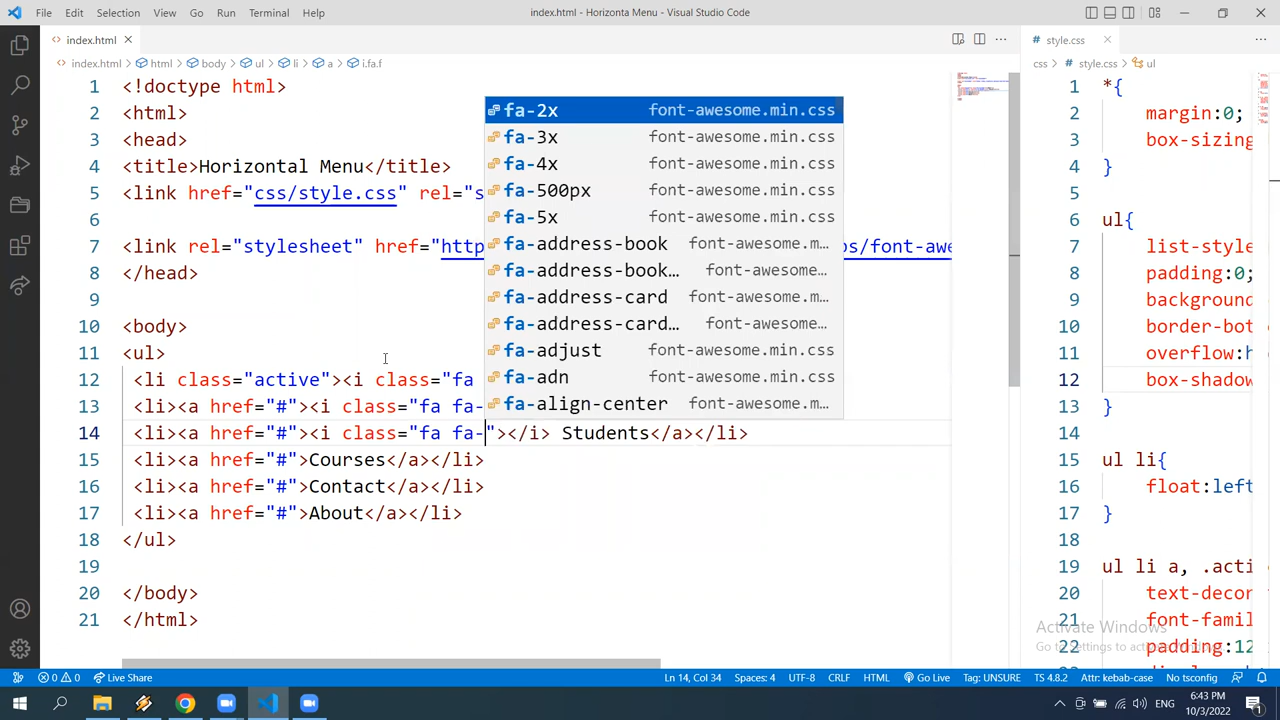 File Edit Selection View Go Run Terminal Help
index.html - Horizonta Menu - Visual Studio Code
index.html
index.html > html > body > ul > li > a > i.fa.f
1 <!doctype html>
2 <html>
3 <head>
4 <title>Horizontal Menu</title>
5 <link href="css/style.css" rel="s
6
7 <link rel="stylesheet" href="http ps/font-awe
8 </head>
9
10 <body>
11 <ul>
12 <li class="active"><i class="fa
13 <li><a href="#"><i class="fa fa-
14 <li><a href="#"><i class="fa fa-"></i> Students</a></li>
15 <li><a href="#">Courses</a></li>
16 <li><a href="#">Contact</a></li>
17 <li><a href="#">About</a></li>
18 </ul>
19
20 </body>
21 </html>
fa-2x font-awesome.min.css
fa-3x font-awesome.min.css
fa-4x font-awesome.min.css
fa-500px font-awesome.min.css
fa-5x font-awesome.min.css
fa-address-book font-awesome.m...
fa-address-book... font-awesome...
fa-address-card font-awesome.m...
fa-address-card... font-awesome...
fa-adjust font-awesome.min.css
fa-adn font-awesome.min.css
fa-align-center font-awesome.m...
# style.css
css > # style.css > ul
1 *{
2 margin:0;
3 box-sizing
4 }
5
6 ul{
7 list-style
8 padding:0;
9 background
10 border-bot
11 overflow:h
12 box-shadow
13 }
14
15 ul li{
16 float:left
17 }
18
19 ul li a, .acti
20 text-decor
21 font-famil
22 padding:12
Activate Windows
Go to Settings to activate Windows.
0 0 Live Share
Ln 14, Col 34 Spaces: 4 UTF-8 CRLF HTML Go Live TAG: UNSURE TS 4.8.2 Attr: kebab-case No tsconfig
ENG
6:43 PM
10/3/2022
1